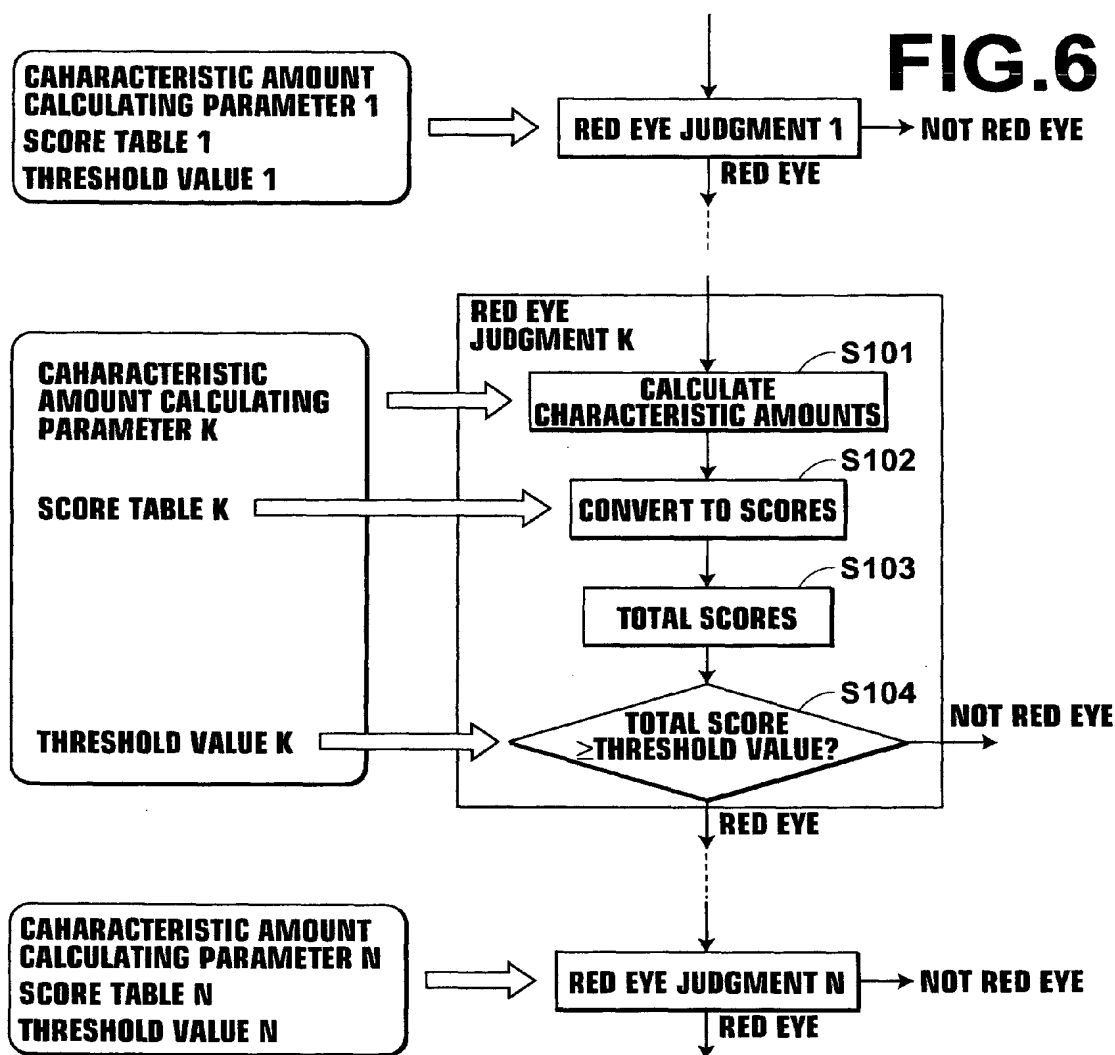 FIG.6
CAHARACTERISTIC AMOUNT
CALCULATING PARAMETER 1
SCORE TABLE 1
THRESHOLD VALUE 1
RED EYE JUDGMENT 1
NOT RED EYE
RED EYE
RED EYE
JUDGMENT K
CAHARACTERISTIC
AMOUNT CALCULATING
PARAMETER K
S101
CALCULATE
CHARACTERISTIC AMOUNTS
SCORE TABLE K
S102
CONVERT TO SCORES
S103
TOTAL SCORES
S104
THRESHOLD VALUE K
TOTAL SCORE
≥THRESHOLD VALUE?
NOT RED EYE
RED EYE
CAHARACTERISTIC AMOUNT
CALCULATING PARAMETER N
SCORE TABLE N
THRESHOLD VALUE N
RED EYE JUDGMENT N
NOT RED EYE
RED EYE